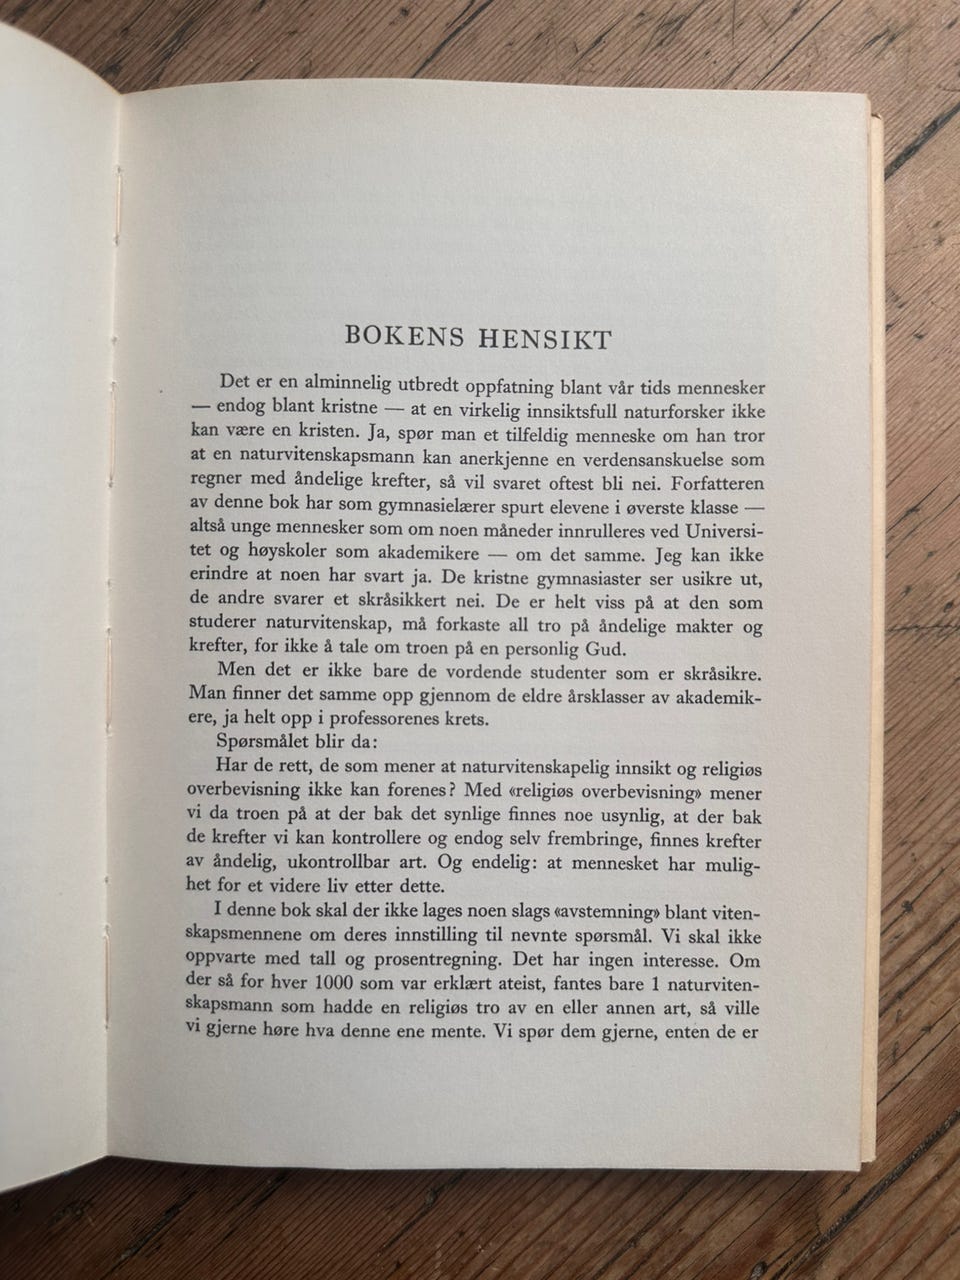 BOKENS HENSIKT
Det er en alminnelig utbredt oppfatning blant vår tids mennesker
— endog blant kristne — at en virkelig innsiktsfull naturforsker ikke
kan være en kristen. Ja, spør man et tilfeldig menneske om han tror
at en naturvitenskapsmann kan anerkjenne en verdensanskuelse som
regner med åndelige krefter, så vil svaret oftest bli nei. Forfatteren
av denne bok har som gymnasielærer spurt elevene i øverste klasse —
altså unge mennesker som om noen måneder innrulleres ved Universi-
tet og høyskoler som akademikere — om det samme. Jeg kan ikke
erindre at noen har svart ja. De kristne gymnasiaster ser usikre ut,
de andre svarer et skråsikkert nei. De er helt viss på at den som
studerer naturvitenskap, må forkaste all tro på åndelige makter og
krefter, for ikke å tale om troen på en personlig Gud.
Men det er ikke bare de vordende studenter som er skråsikre.
Man finner det samme opp gjennom de eldre årsklasser av akademik-
ere, ja helt opp i professorenes krets.
Spørsmålet blir da:
Har de rett, de som mener at naturvitenskapelig innsikt og religiøs
overbevisning ikke kan forenes? Med «religiøs overbevisning» mener
vi da troen på at der bak det synlige finnes noe usynlig, at der bak
de krefter vi kan kontrollere og endog selv frembringe, finnes krefter
av åndelig, ukontrollbar art. Og endelig: at mennesket har mulig-
het for et videre liv etter dette.
I denne bok skal der ikke lages noen slags «avstemning» blant viten-
skapsmennene om deres innstilling til nevnte spørsmål. Vi skal ikke
oppvarte med tall og prosentregning. Det har ingen interesse. Om
der så for hver 1000 som var erklært ateist, fantes bare 1 naturviten-
skapsmann som hadde en religiøs tro av en eller annen art, så ville
vi gjerne høre hva denne ene mente. Vi spør dem gjerne, enten de er